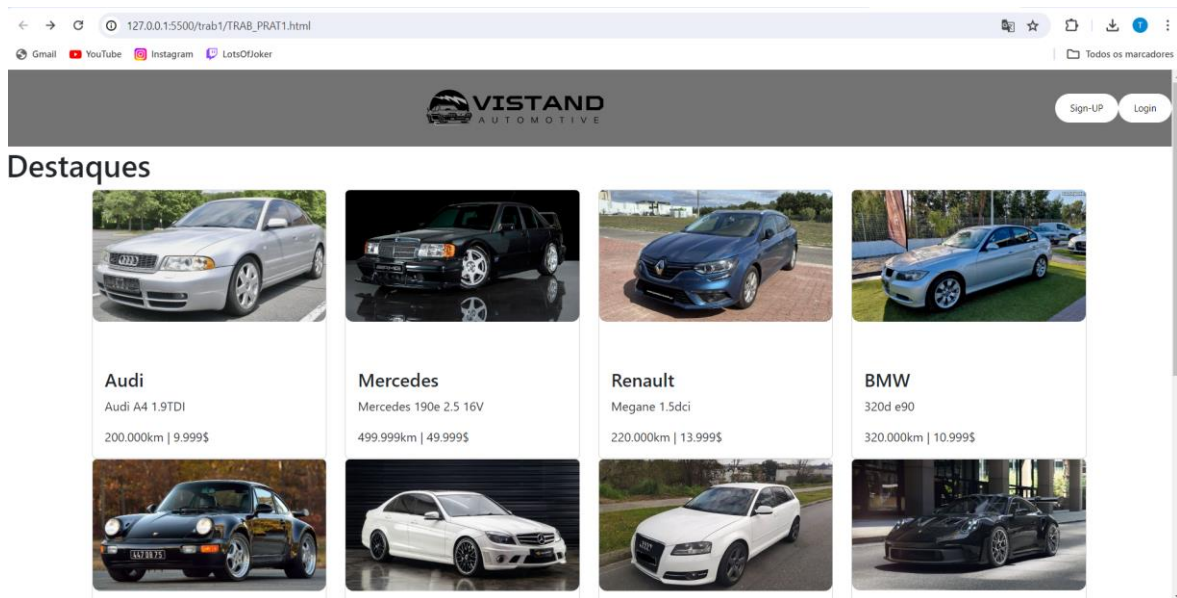 127.0.0.1:5500/trab1/TRAB_PRAT1.html
Gmail YouTube Instagram LotsOfJoker Todos os marcadores
VISTAND
AUTOMOTIVE
Sign-UP Login
Destaques
Audi Mercedes Renault BMW
Audi A4 1.9TDI Mercedes 190e 2.5 16V Megane 1.5dci 320d e90
200.000km | 9.999$ 499.999km | 49.999$ 220.000km | 13.999$ 320.000km | 10.999$